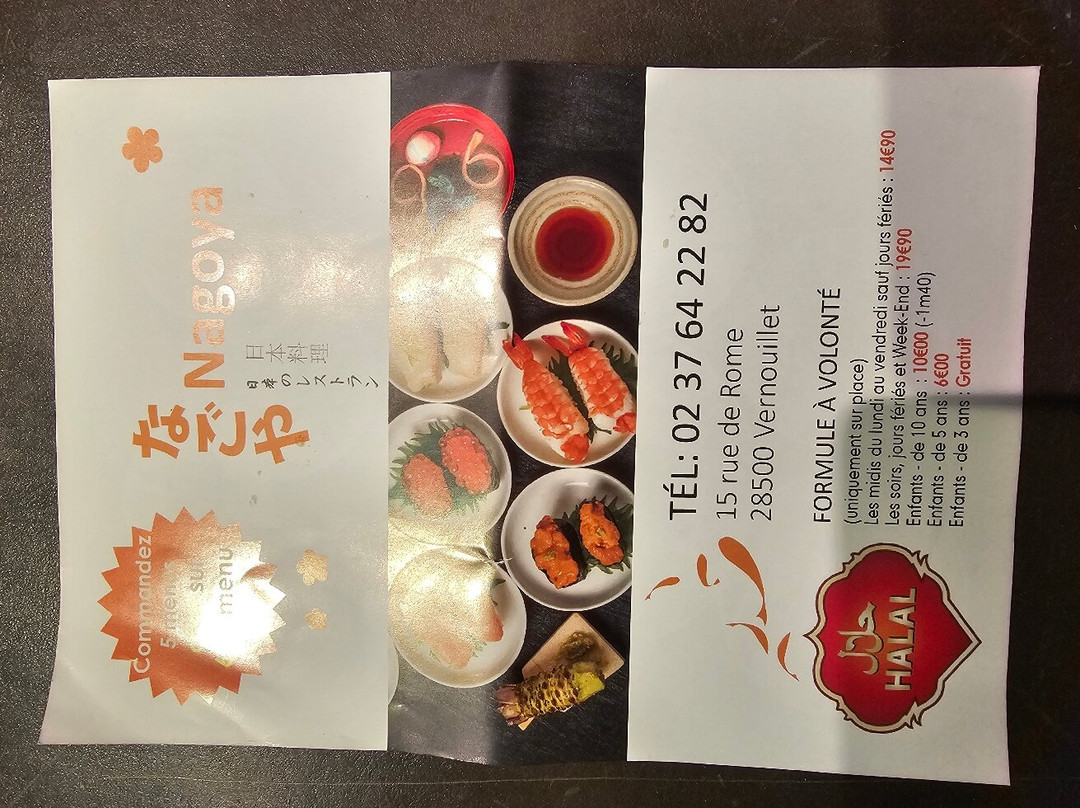 Commandez
5 menus
su
menu
なごや
Nagoya
日本料理
日本のレストラン
TÉL: 02 37 64 22 82
15 rue de Rome
28500 Vernouillet
FORMULE À VOLONTÉ
(uniquement sur place)
Les midis du lundi au vendredi sauf jours fériés : 14€90
Les soirs, jours fériés et Week-End : 19€90
Enfants - de 10 ans : 10€00 (-1m40)
Enfants - de 5 ans : 6€00
Enfants - de 3 ans : Gratuit
حلال
HALAL